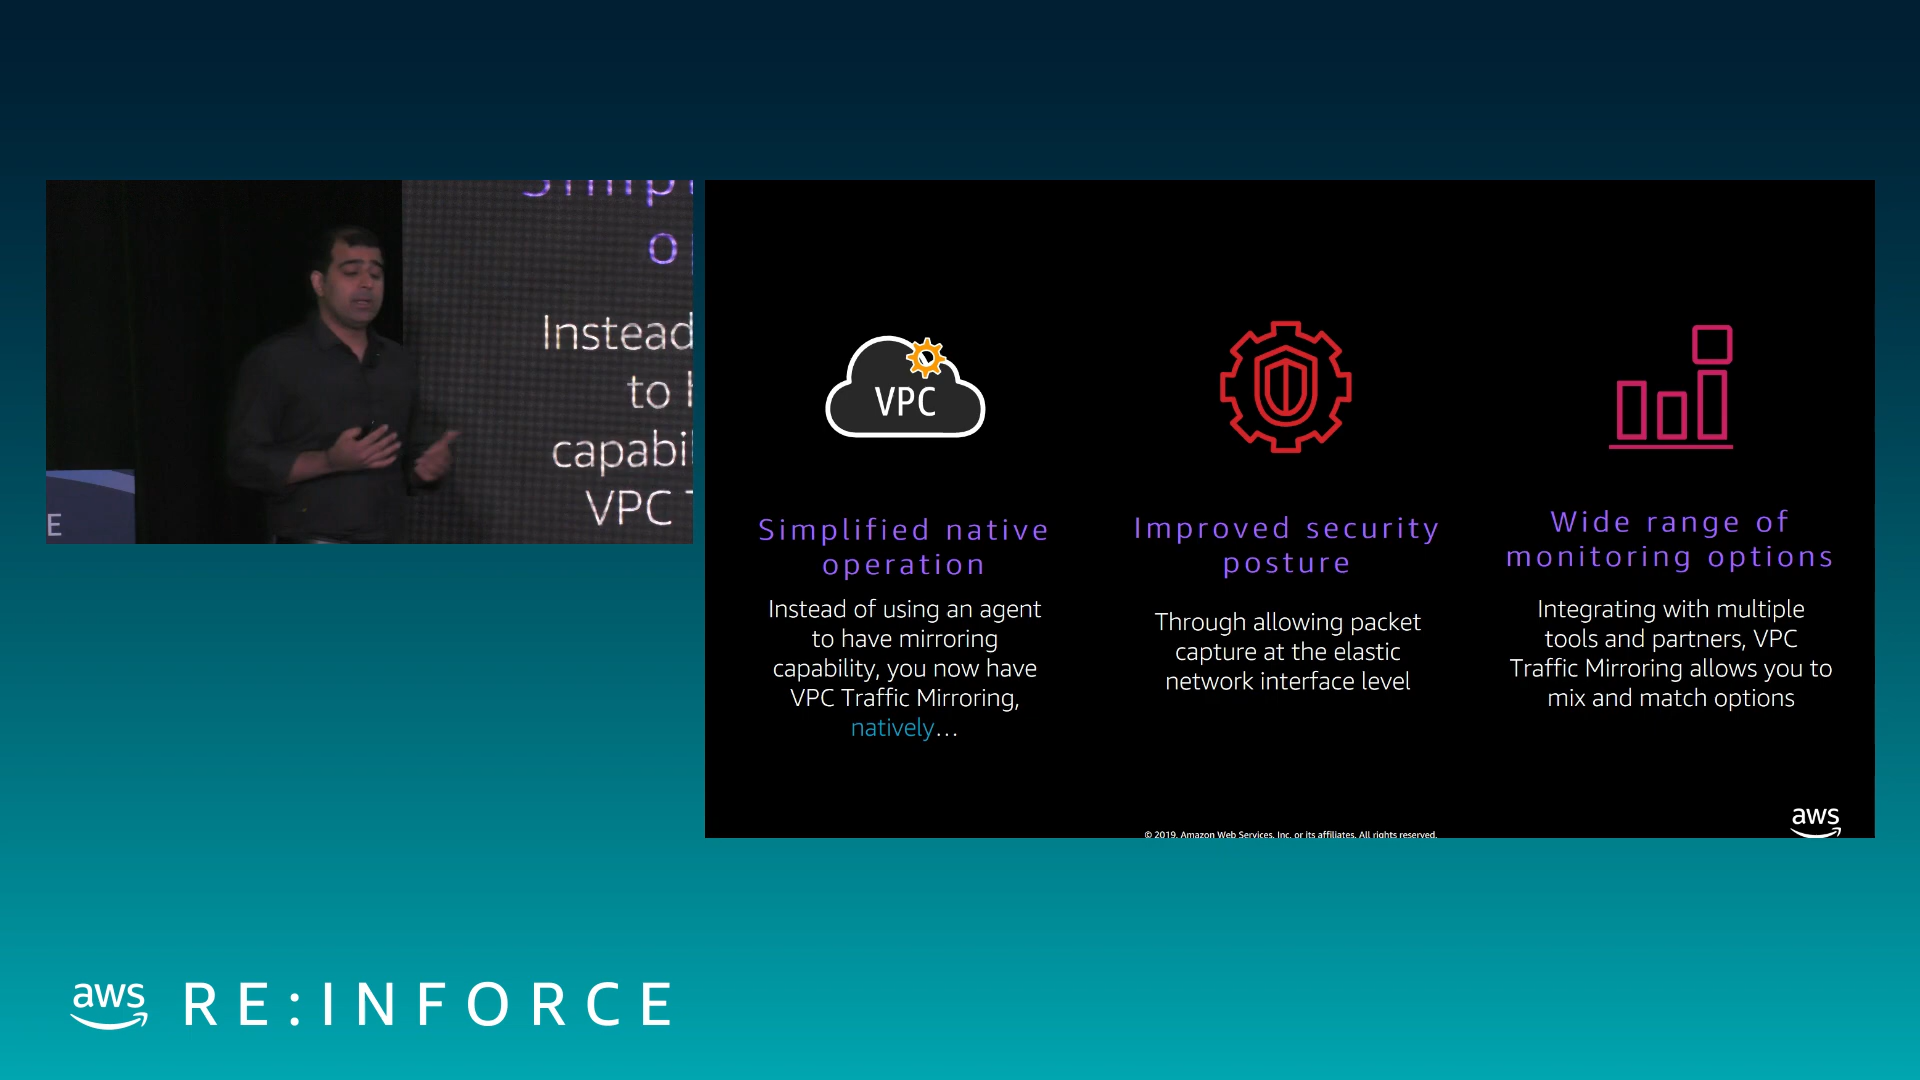 Simpl
o
Instead
to
capabil
VPC
E
VPC
Simplified native
operation
Instead of using an agent
to have mirroring
capability, you now have
VPC Traffic Mirroring,
natively...
Improved security
posture
Through allowing packet
capture at the elastic
network interface level
Wide range of
monitoring options
Integrating with multiple
tools and partners, VPC
Traffic Mirroring allows you to
mix and match options
© 2019, Amazon Web Services, Inc. or its affiliates. All rights reserved.
aws
aws RE:INFORCE